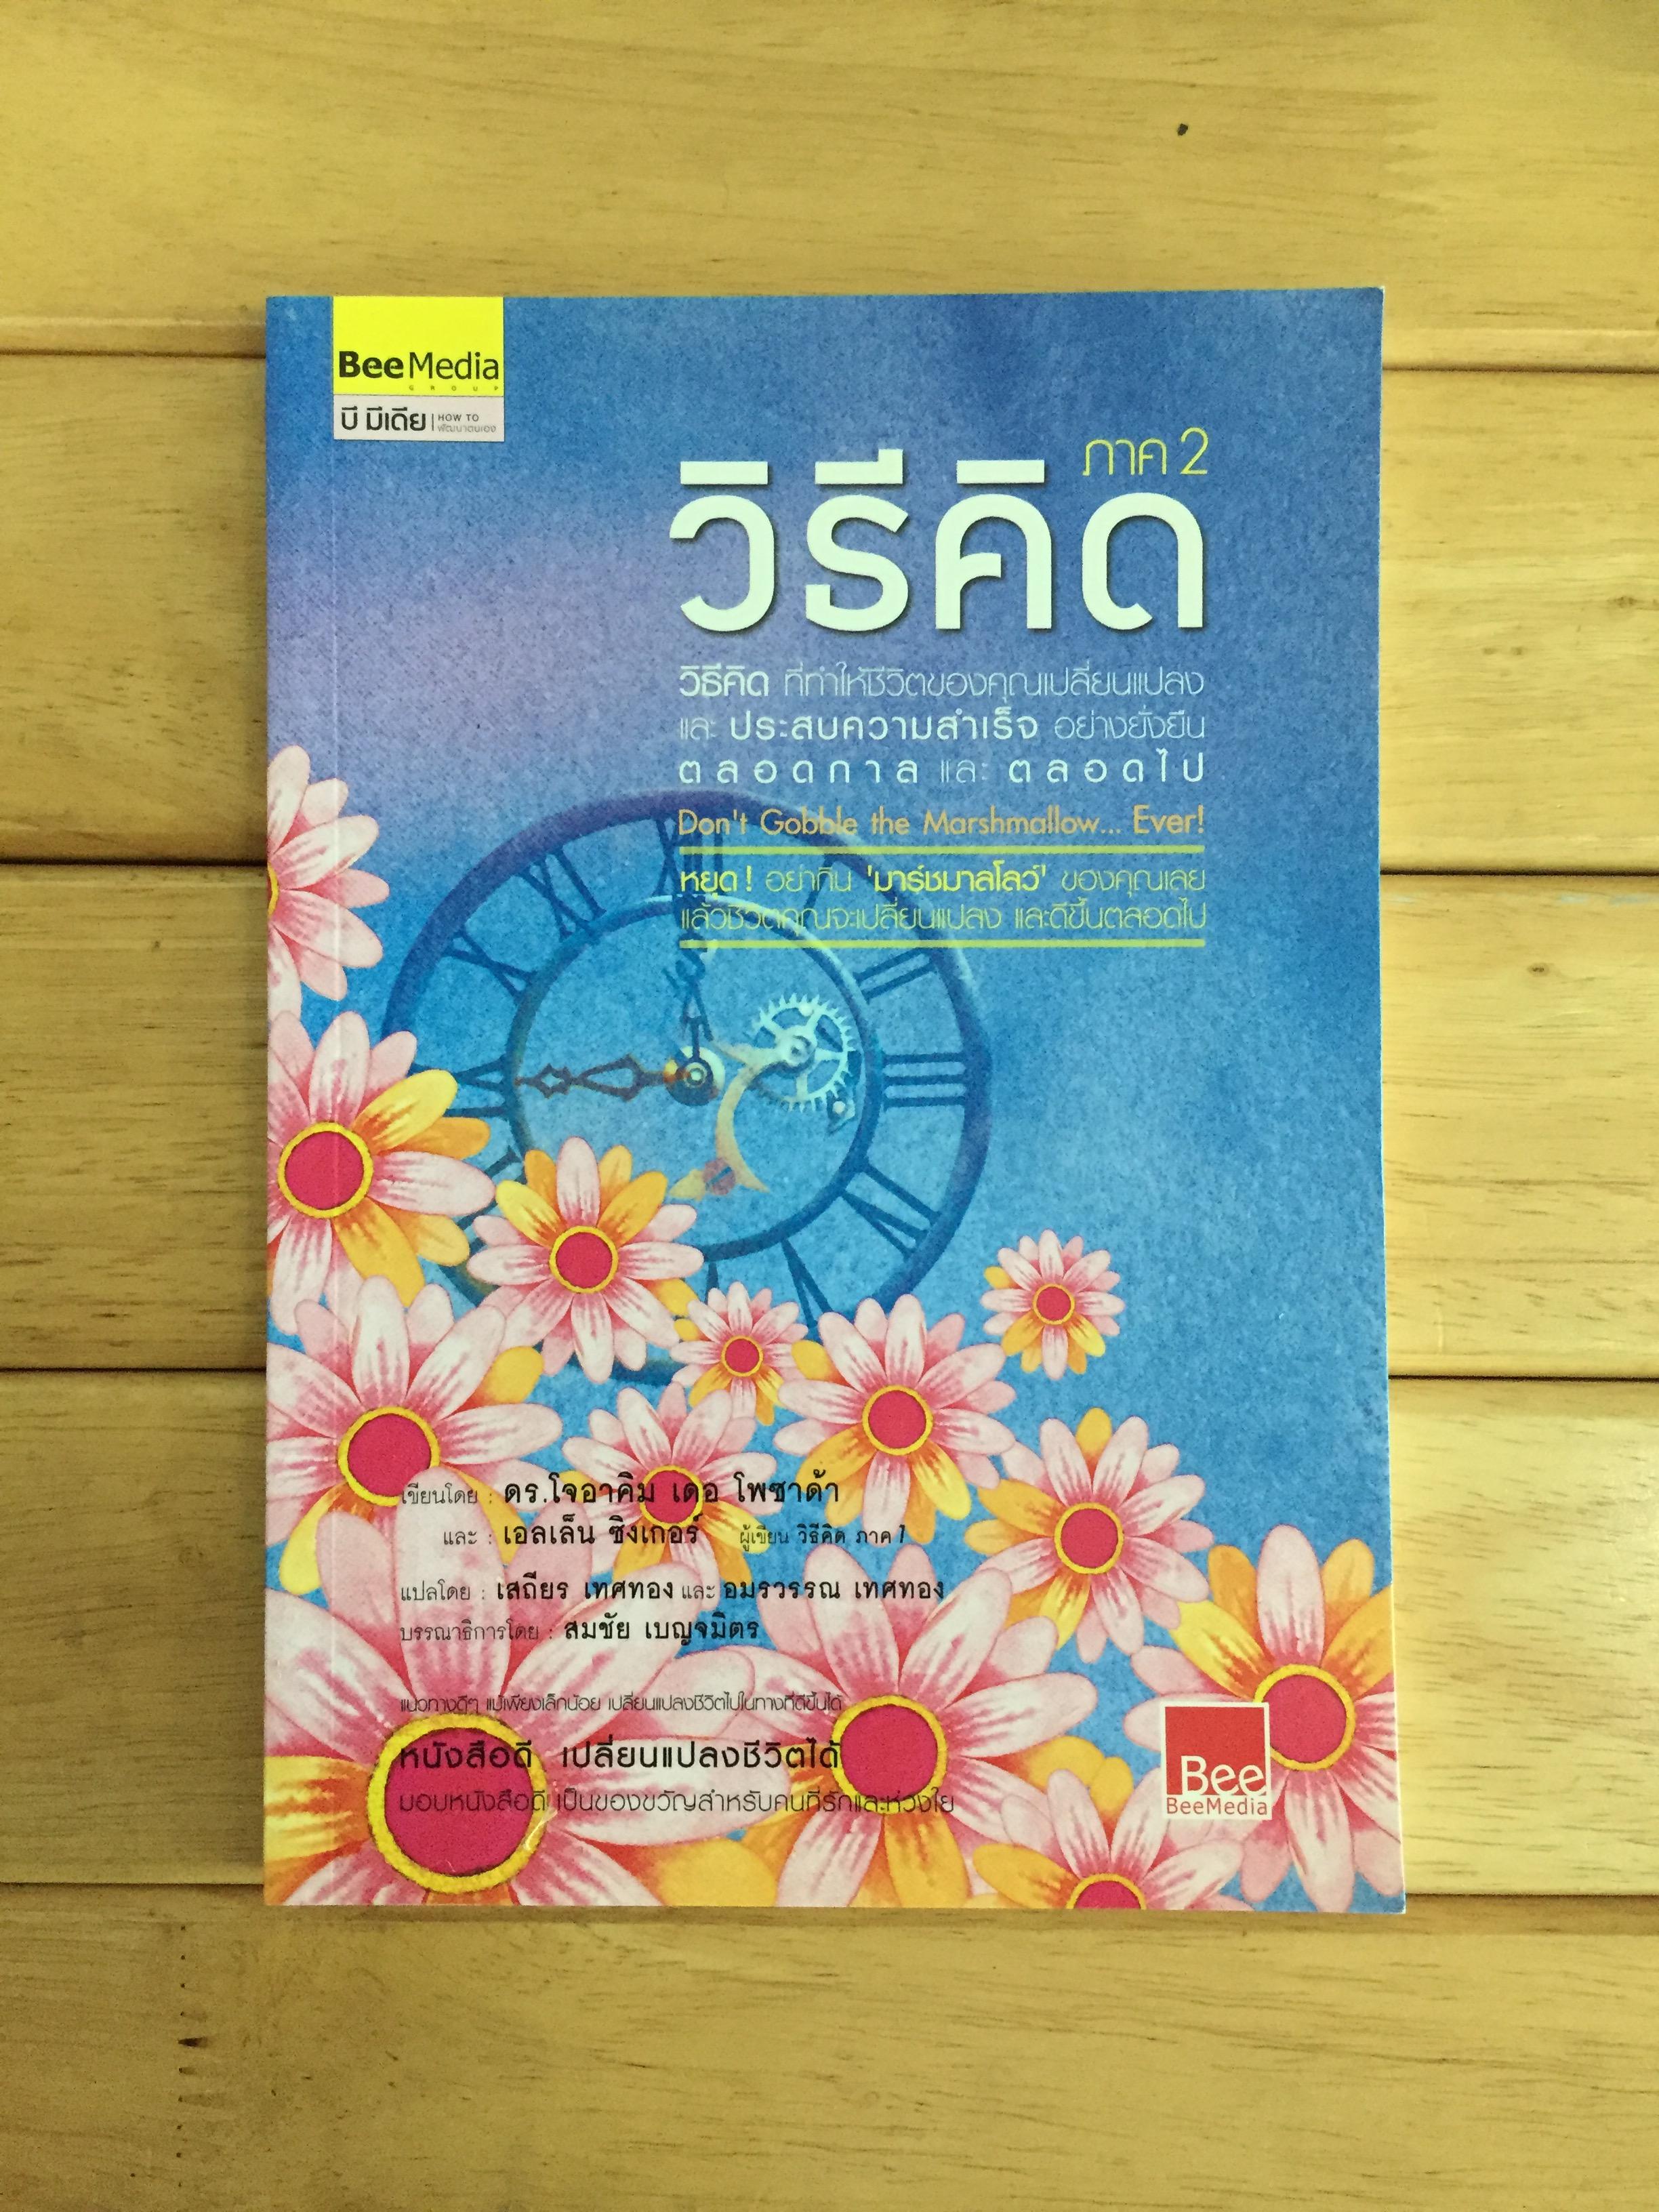 BeeMedia
GROUP
บี มีเดีย | HOW TO
พัฒนาตนเอง
ภาค 2
วิธีคิด
วิธีคิด ที่ทำให้ชีวิตของคุณเปลี่ยนแปลง
และ ประสบความสำเร็จ อย่างยั่งยืน
ตลอดกาล และ ตลอดไป
Don't Gobble the Marshmallow... Ever!
หยุด! อย่ากิน 'มาร์ชมาลโลว์' ของคุณเลย
แล้วชีวิตคุณจะเปลี่ยนแปลง และดีขึ้นตลอดไป
เขียนโดย : ดร.โจอาคิม เดอ โพซาด้า
และ : เอลเล็น ซิงเกอร์ ผู้เขียน วิธีคิด ภาค 1
แปลโดย : เสถียร เทศทอง และ อมรวรรณ เทศทอง
บรรณาธิการโดย : สมชัย เบญจมิตร
แนวทางดีๆ แม้เพียงเล็กน้อย เปลี่ยนแปลงชีวิตไปในทางที่ดีขึ้นได้
หนังสือดี เปลี่ยนแปลงชีวิตได้
มอบหนังสือดี เป็นของขวัญสำหรับคนที่รักและห่วงใย
Bee
BeeMedia